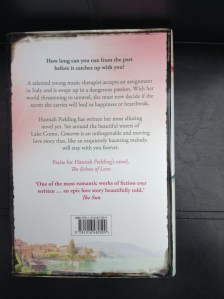 How long can you run from the past
before it catches up with you?
A talented young music therapist accepts an assignment
in Italy and is swept up in a dangerous passion. With her
world threatening to unravel, she must now decide if the
secret she carries will lead to happiness or heartbreak.
Hannah Fielding has written her most alluring
novel yet. Set around the beautiful shores of
Lake Como, Concerto is an unforgettable and moving
love story that, like an exquisitely haunting melody,
will stay with you forever.
Praise for Hannah Fielding's novel,
The Echoes of Love
'One of the most romantic works of fiction ever
written ... an epic love story beautifully told.'
The Sun